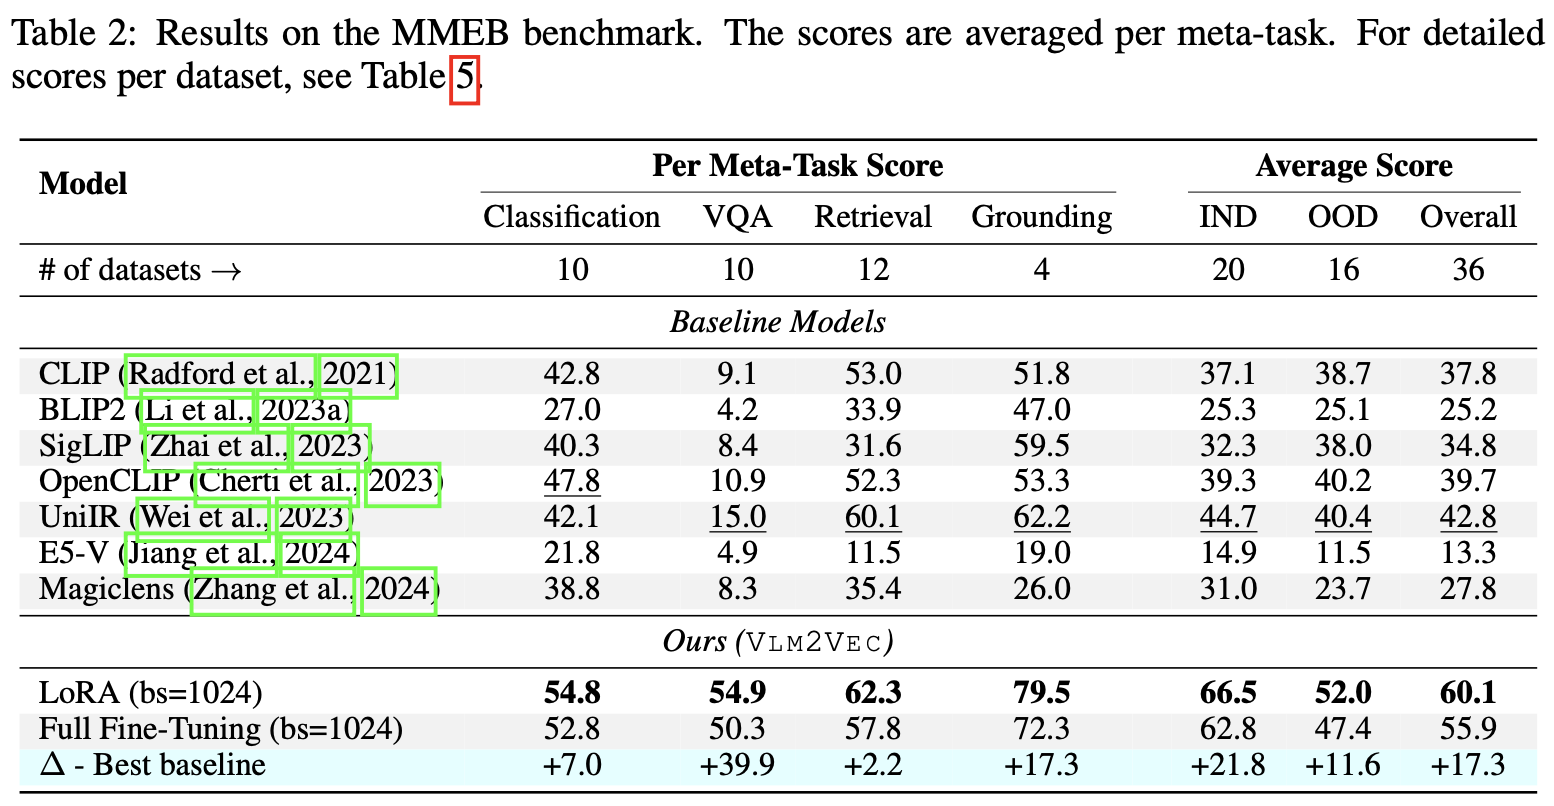 Table 2: Results on the MMEB benchmark. The scores are averaged per meta-task. For detailed
scores per dataset, see Table 5.
Model Per Meta-Task Score Average Score
Classification VQA Retrieval Grounding IND OOD Overall
# of datasets → 10 10 12 4 20 16 36
Baseline Models
CLIP (Radford et al., 2021) 42.8 9.1 53.0 51.8 37.1 38.7 37.8
BLIP2 (Li et al., 2023a) 27.0 4.2 33.9 47.0 25.3 25.1 25.2
SigLIP (Zhai et al., 2023) 40.3 8.4 31.6 59.5 32.3 38.0 34.8
OpenCLIP (Cherti et al., 2023) 47.8 10.9 52.3 53.3 39.3 40.2 39.7
UniIR (Wei et al., 2023) 42.1 15.0 60.1 62.2 44.7 40.4 42.8
E5-V (Jiang et al., 2024) 21.8 4.9 11.5 19.0 14.9 11.5 13.3
Magiclens (Zhang et al., 2024) 38.8 8.3 35.4 26.0 31.0 23.7 27.8
Ours (VLM2VEC)
LoRA (bs=1024) 54.8 54.9 62.3 79.5 66.5 52.0 60.1
Full Fine-Tuning (bs=1024) 52.8 50.3 57.8 72.3 62.8 47.4 55.9
Δ - Best baseline +7.0 +39.9 +2.2 +17.3 +21.8 +11.6 +17.3